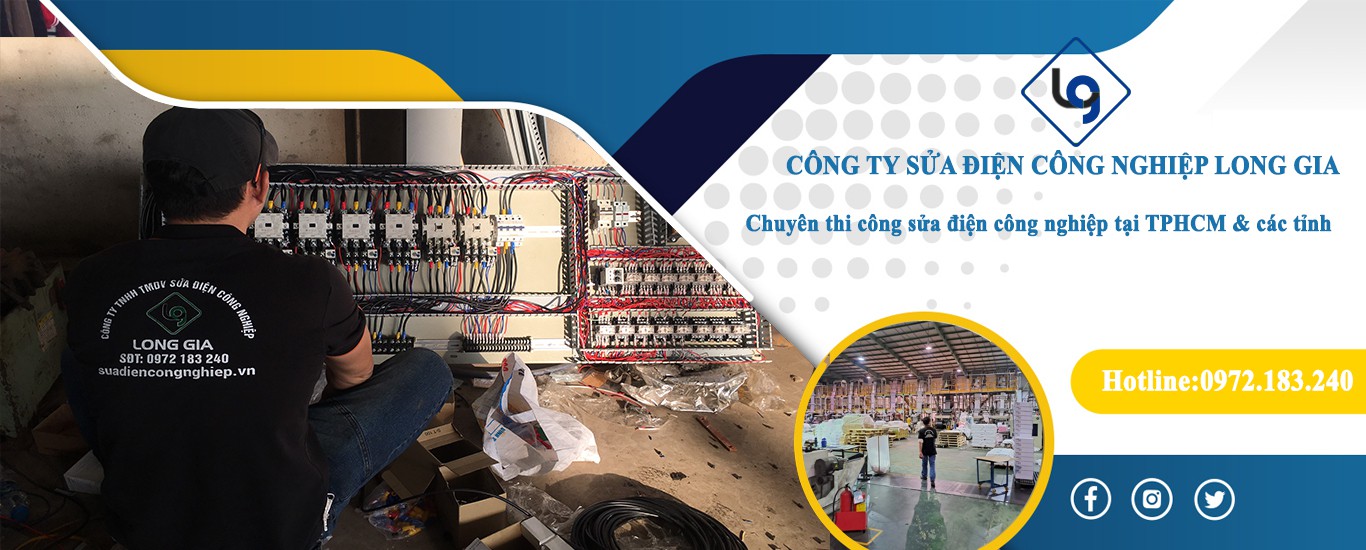 Lg
CÔNG TY SỬA ĐIỆN CÔNG NGHIỆP LONG GIA
Chuyên thi công sửa điện công nghiệp tại TPHCM & các tỉnh
CÔNG TY TNHH TMDV SỬA ĐIỆN CÔNG NGHIỆP
Lg
LONG GIA
SĐT: 0972 183 240
suadiencongnghiep.vn
Hotline:0972.183.240